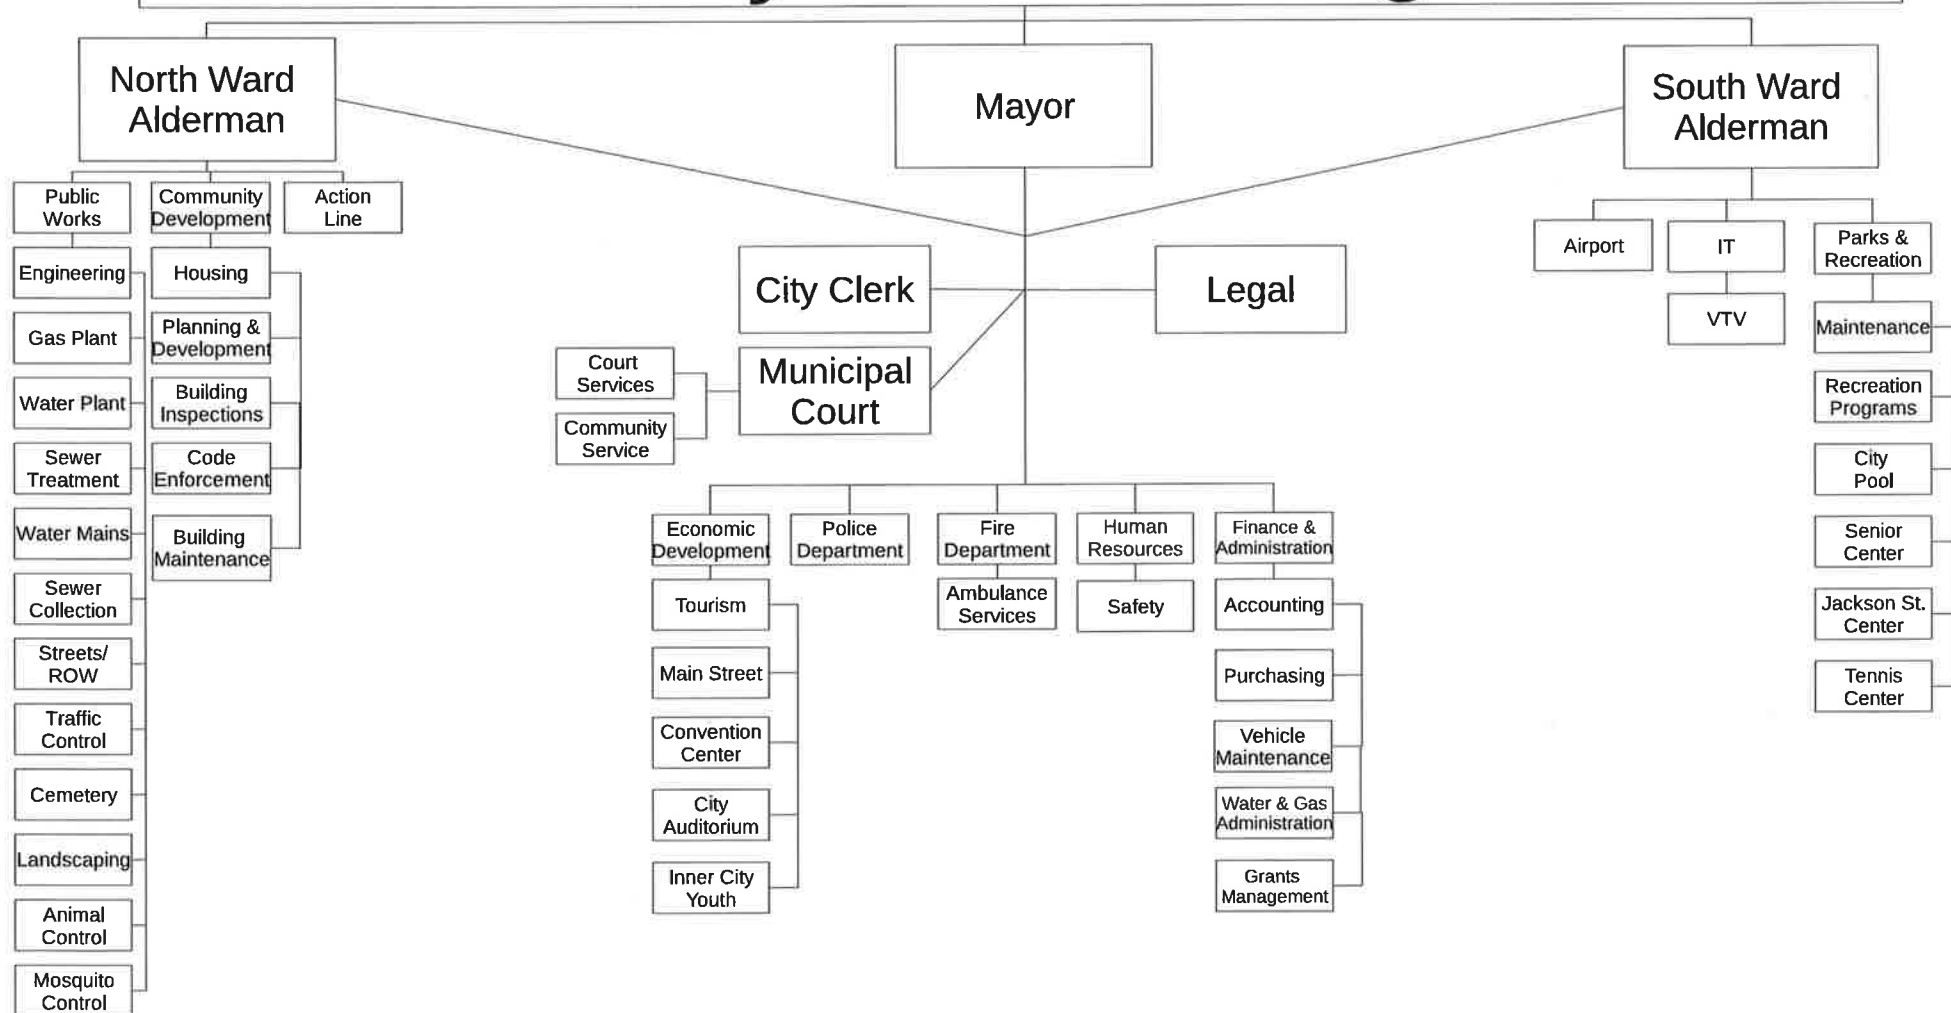 North Ward
Alderman
Mayor
South Ward
Alderman
Public
Works
Community
Development
Action
Line
Engineering
Gas Plant
Water Plant
Sewer
Treatment
Water Mains
Sewer
Collection
Streets/
ROW
Traffic
Control
Cemetery
Landscaping
Animal
Control
Mosquito
Control
Housing
Planning &
Development
Building
Inspections
Code
Enforcement
Building
Maintenance
City Clerk
Legal
Municipal
Court
Court
Services
Community
Service
Economic
Development
Tourism
Main Street
Convention
Center
City
Auditorium
Inner City
Youth
Police
Department
Fire
Department
Ambulance
Services
Human
Resources
Safety
Finance &
Administration
Accounting
Purchasing
Vehicle
Maintenance
Water & Gas
Administration
Grants
Management
Airport
IT
VTV
Parks &
Recreation
Maintenance
Recreation
Programs
City
Pool
Senior
Center
Jackson St.
Center
Tennis
Center